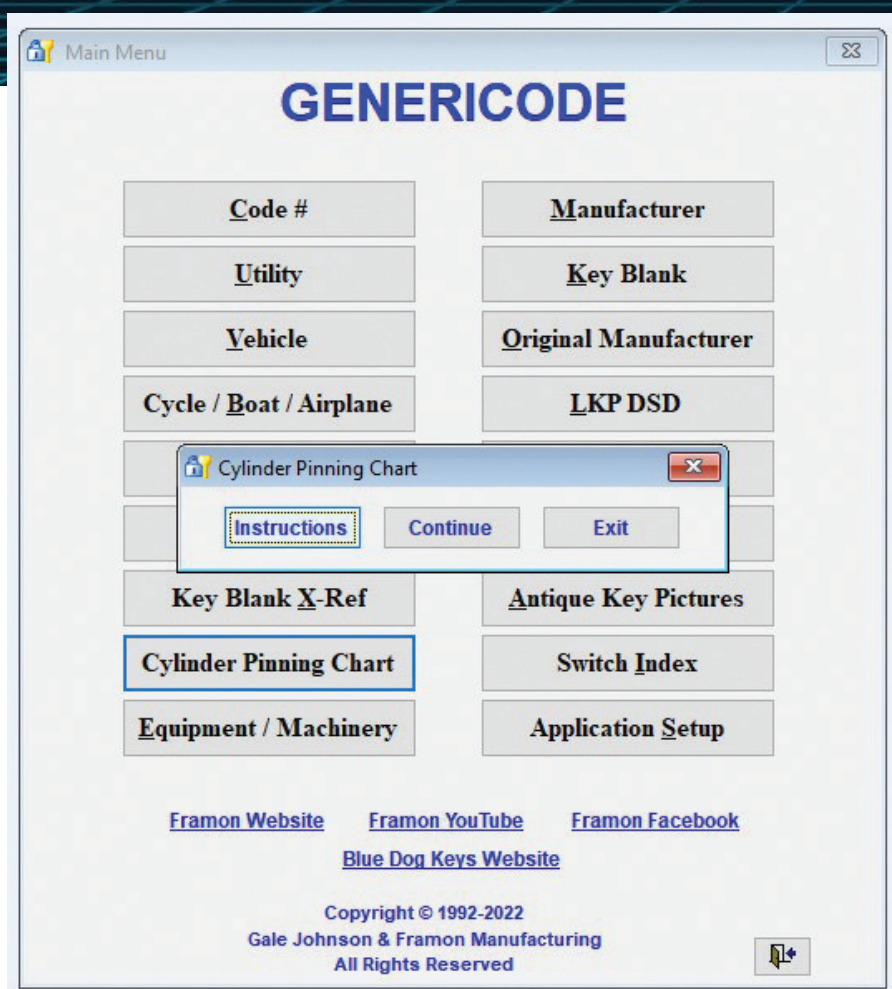 Main Menu
GENERICODE
Code #
Manufacturer
Utility
Key Blank
Vehicle
Original Manufacturer
Cycle / Boat / Airplane
LKP DSD
Cylinder Pinning Chart
Instructions
Continue
Exit
Key Blank X-Ref
Antique Key Pictures
Cylinder Pinning Chart
Switch Index
Equipment / Machinery
Application Setup
Framon Website
Framon YouTube
Framon Facebook
Blue Dog Keys Website
Copyright © 1992-2022
Gale Johnson & Framon Manufacturing
All Rights Reserved